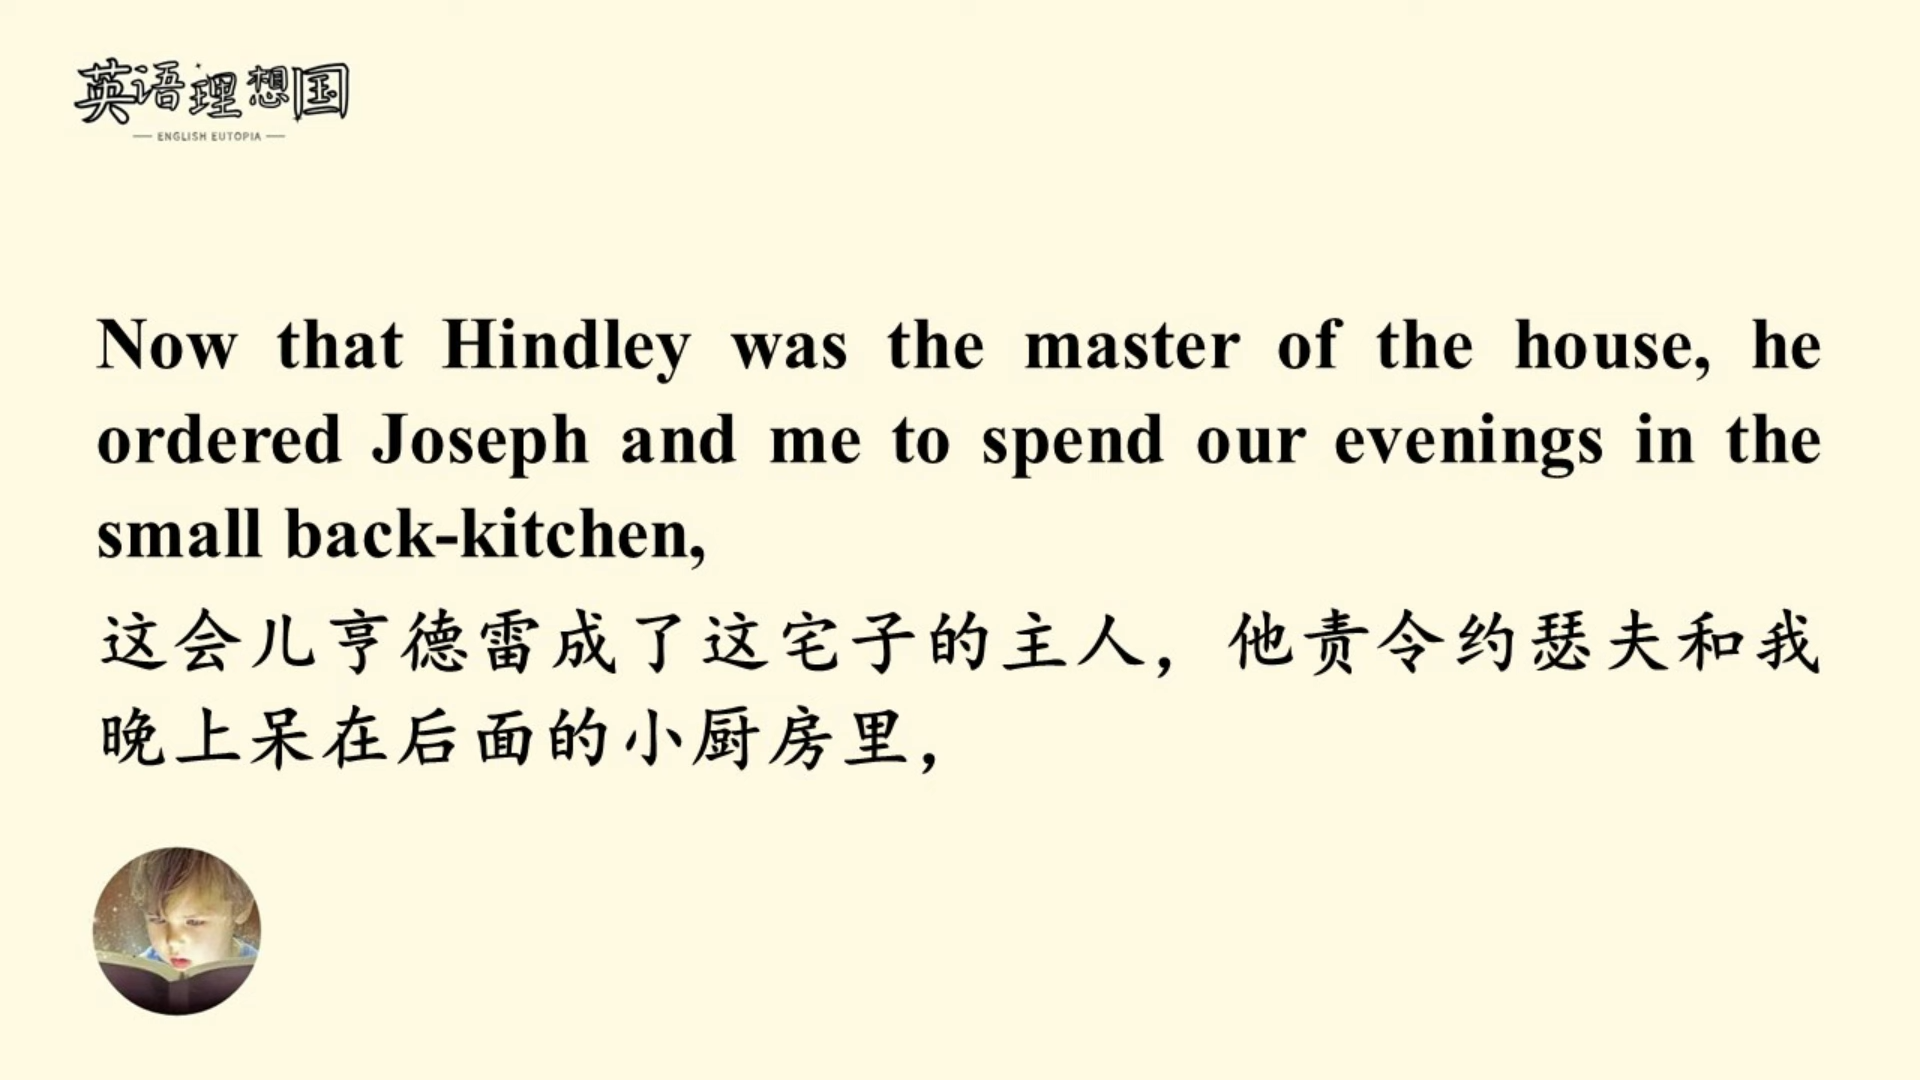 英语理想国
ENGLISH EUTOPIA
Now that Hindley was the master of the house, he
ordered Joseph and me to spend our evenings in the
small back-kitchen,
这会儿亨德雷成了这宅子的主人，他责令约瑟夫和我
晚上呆在后面的小厨房里，